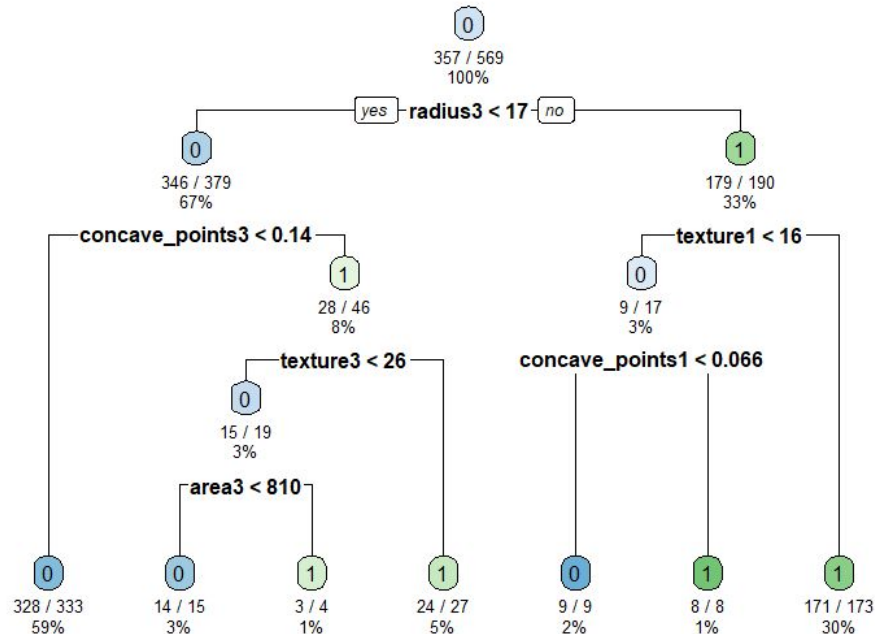 0
357 / 569
100%
yes radius3 < 17 no
0
346 / 379
67%
1
179 / 190
33%
concave_points3 < 0.14
texture1 < 16
1
28 / 46
8%
0
9 / 17
3%
texture3 < 26
concave_points1 < 0.066
0
15 / 19
3%
area3 < 810
0 0 1 1 0 1 1
328 / 333 14 / 15 3 / 4 24 / 27 9 / 9 8 / 8 171 / 173
59% 3% 1% 5% 2% 1% 30%